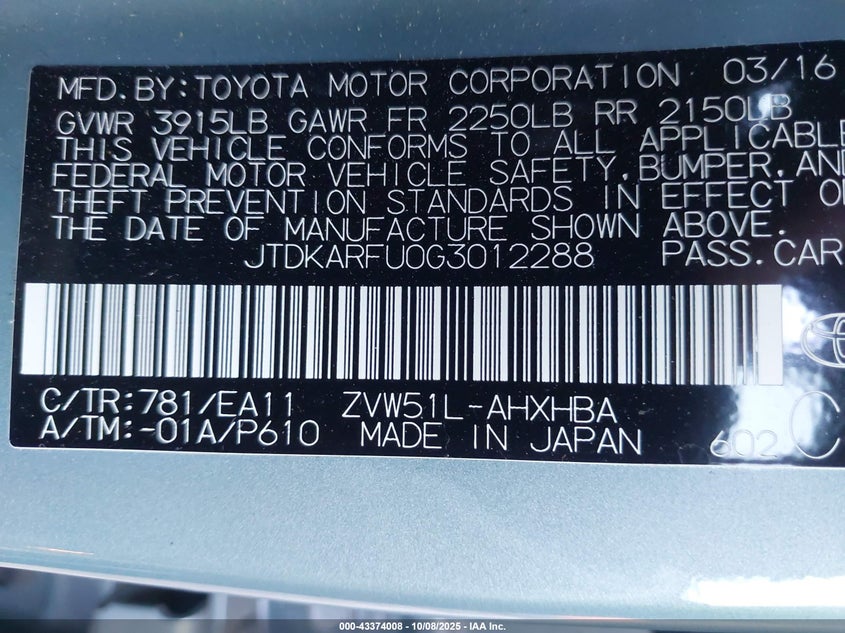 MFD. BY: TOYOTA MOTOR CORPORATION 03/16
GVWR 3915LB GAWR FR 2250LB RR 2150LB
THIS VEHICLE CONFORMS TO ALL APPLICABLE
FEDERAL MOTOR VEHICLE SAFETY, BUMPER, AND
THEFT PREVENTION STANDARDS IN EFFECT O
THE DATE OF MANUFACTURE SHOWN ABOVE.
JTDKARFU0G3012288 PASS.CAR
C/TR:781/EA11 ZVW51L-AHXHBA
A/TM:-01A/P610 MADE IN JAPAN 602 C
000-43374008 - 10/08/2025 - IAA Inc.